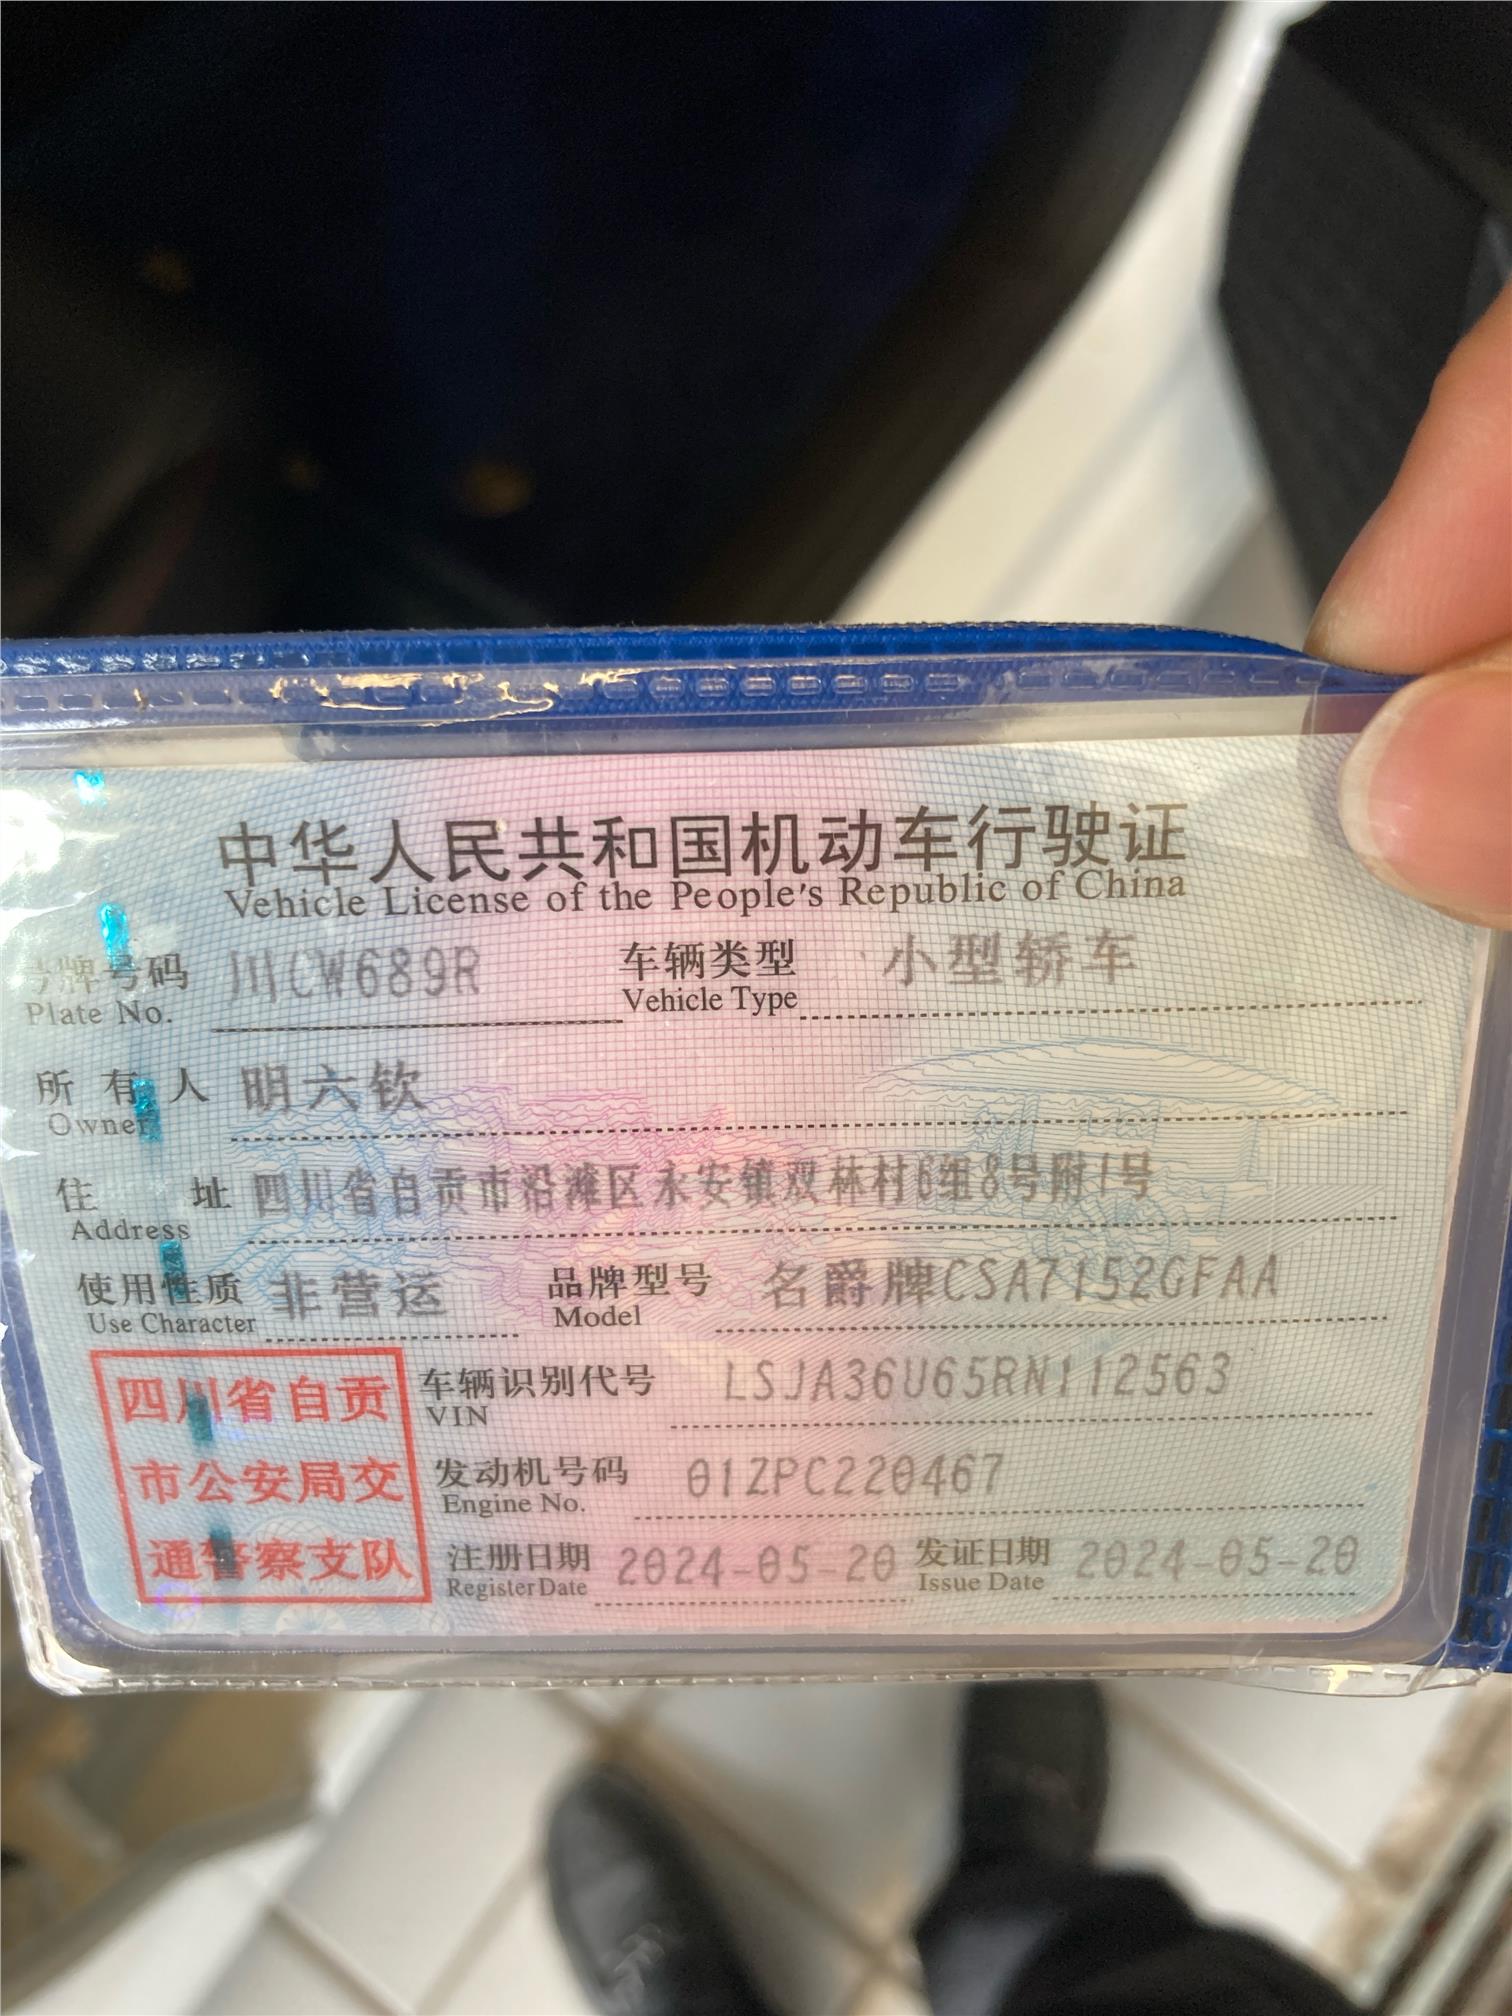 中华人民共和国机动车行驶证
Vehicle License of the People's Republic of China
号牌号码 川CW689R 车辆类型 小型轿车
Plate No. Vehicle Type
所有人 明六钦
Owner
住址 四川省自贡市沿滩区永安镇双林村6组8号附1号
Address
使用性质 非营运 品牌型号 名爵牌CSA7152GFAA
Use Character Model
四川省自贡
市公安局交
通警察支队
车辆识别代号 LSJA36U65RN112563
VIN
发动机号码 01ZPC220467
Engine No.
注册日期 2024-05-20 发证日期 2024-05-20
Register Date Issue Date